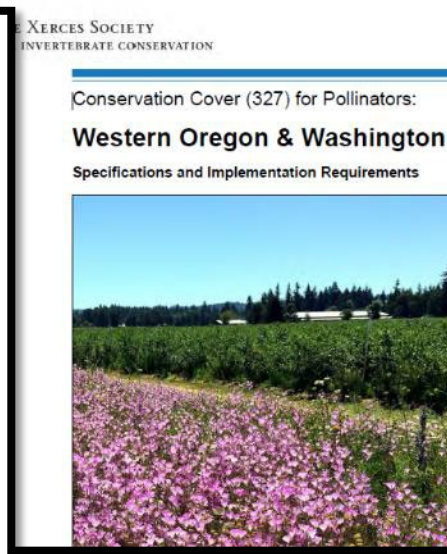 XERCES SOCIETY
INVERTEBRATE CONSERVATION
Conservation Cover (327) for Pollinators:
Western Oregon & Washington
Specifications and Implementation Requirements